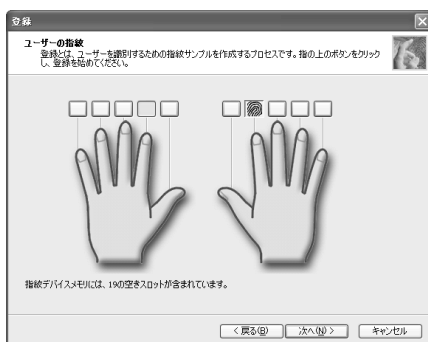 登録
ユーザーの指紋
登録とは、ユーザーを識別するための指紋サンプルを作成するプロセスです。指の上のボタンをクリック
し、登録を始めてください。
指紋デバイスメモリには、19の空きスロットが含まれています。
< 戻る(B)
次へ(N) >
キャンセル